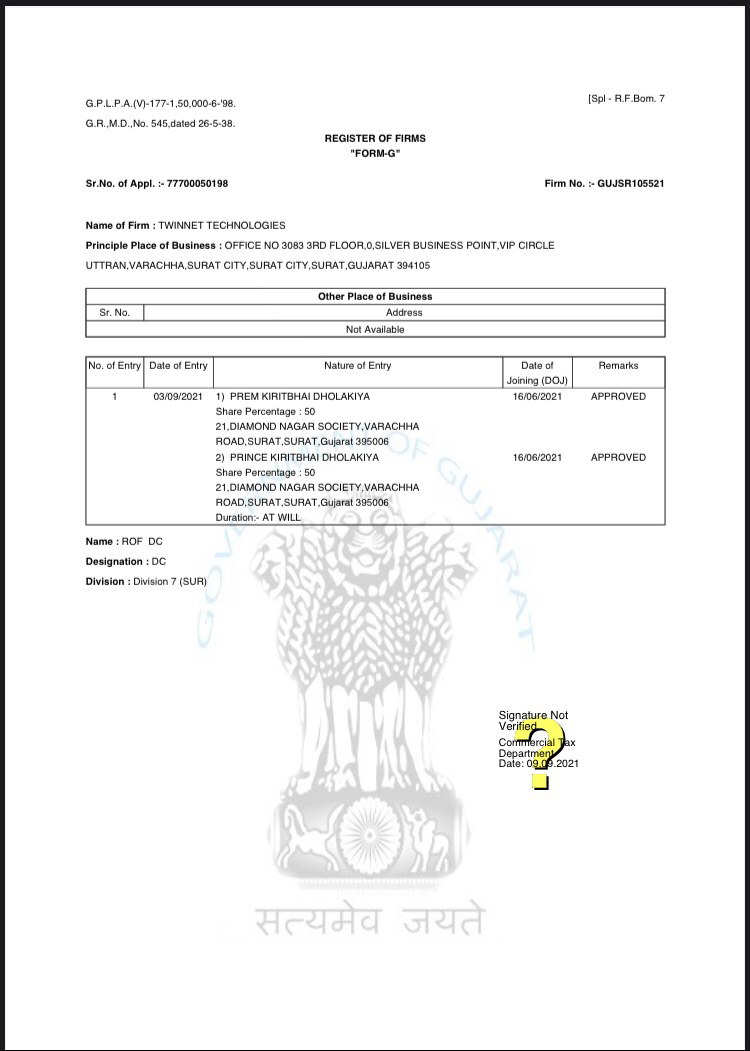 G.P.L.P.A.(V)-177-1,50,000-6-'98.
[Spl - R.F.Bom. 7
G.R.,M.D.,No. 545,dated 26-5-38.
REGISTER OF FIRMS
"FORM-G"
Sr.No. of Appl. :- 77700050198
Firm No. :- GUJSR105521
Name of Firm : TWINNET TECHNOLOGIES
Principle Place of Business : OFFICE NO 3083 3RD FLOOR,0,SILVER BUSINESS POINT,VIP CIRCLE
UTTRAN,VARACHHA,SURAT CITY,SURAT CITY,SURAT,GUJARAT 394105
Other Place of Business
Sr. No. Address
Not Available
No. of Entry Date of Entry Nature of Entry Date of Joining (DOJ) Remarks
1 03/09/2021 1) PREM KIRITBHAI DHOLAKIYA 16/06/2021 APPROVED
Share Percentage : 50
21,DIAMOND NAGAR SOCIETY,VARACHHA
ROAD,SURAT,SURAT,Gujarat 395006
2) PRINCE KIRITBHAI DHOLAKIYA 16/06/2021 APPROVED
Share Percentage : 50
21,DIAMOND NAGAR SOCIETY,VARACHHA
ROAD,SURAT,SURAT,Gujarat 395006
Duration:- AT WILL
Name : ROF DC
Designation : DC
Division : Division 7 (SUR)
GOVERNMENT OF GUJARAT
Signature Not
Verified
Commercial Tax
Department
Date: 09.09.2021
?
सत्यमेव जयते